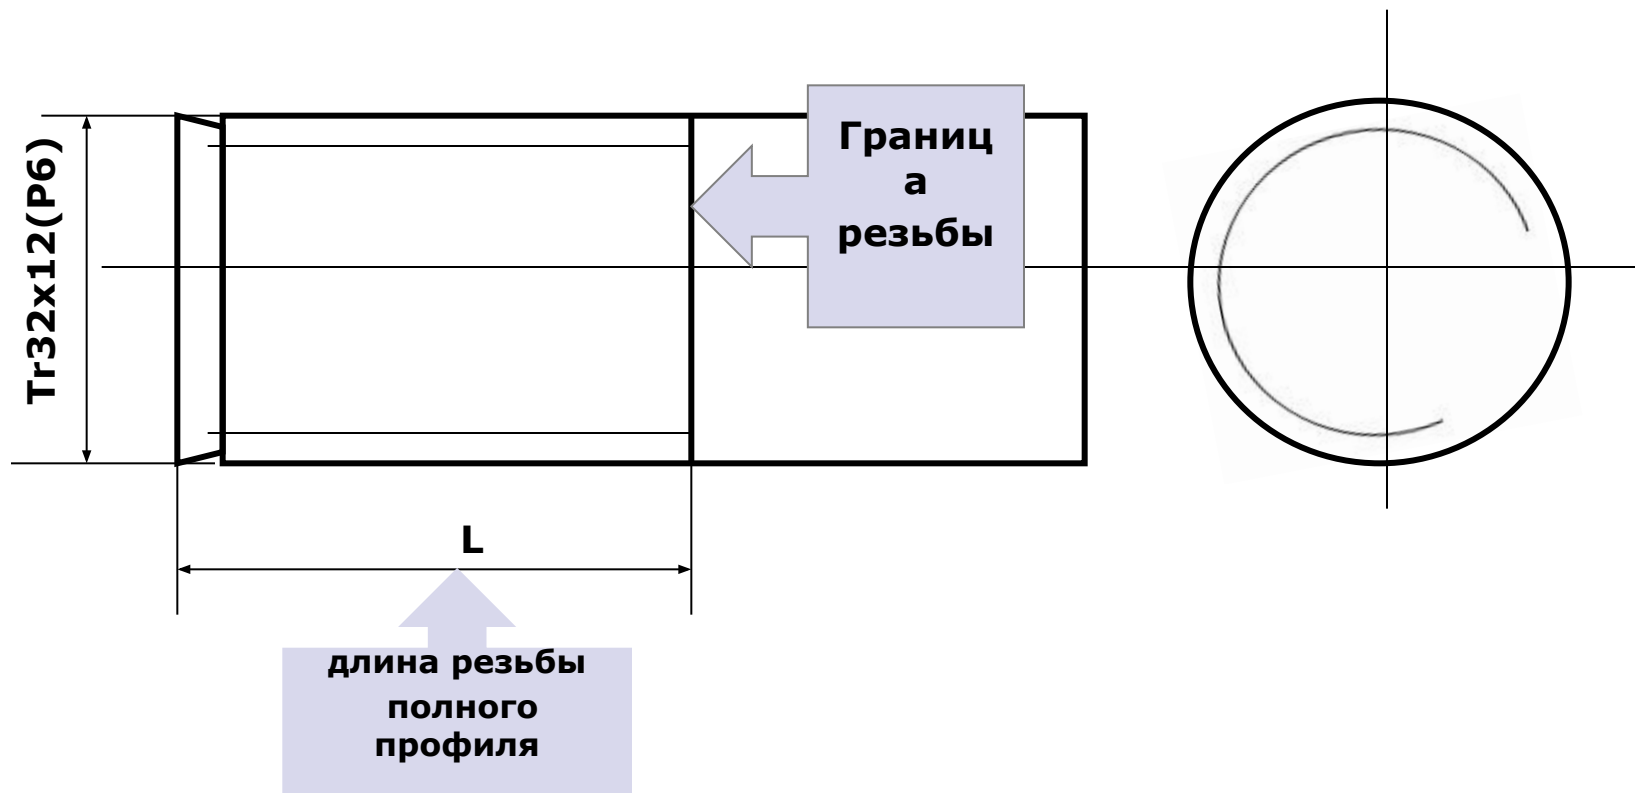 Tr32x12(P6)
Границ
а
резьбы
L
длина резьбы
полного
профиля